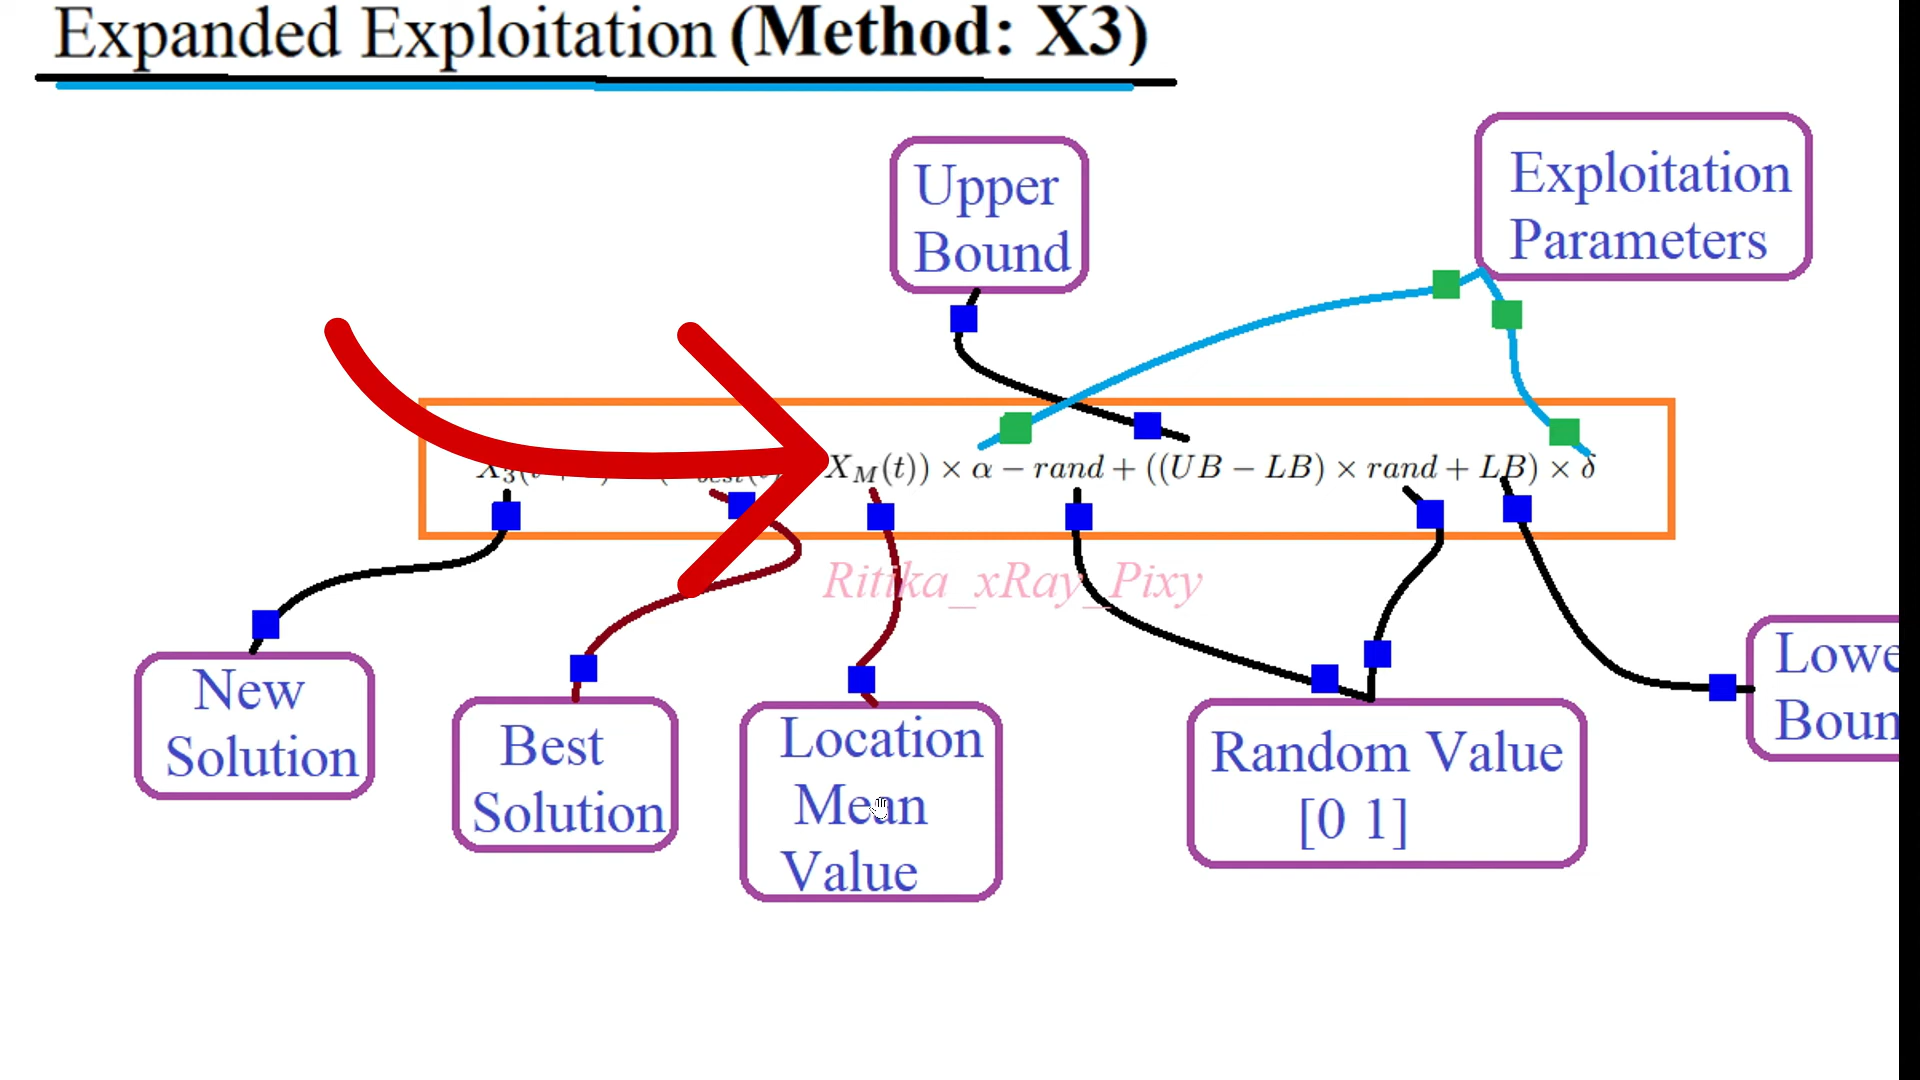 Expanded Exploitation (Method: X3)
Upper
Bound
Exploitation
Parameters
X_M(t)) × α − rand + ((UB − LB) × rand + LB) × δ
Ritika_xRay_Pixy
New
Solution
Best
Solution
Location
Mean
Value
Random Value
[0 1]
Lowe
Boun